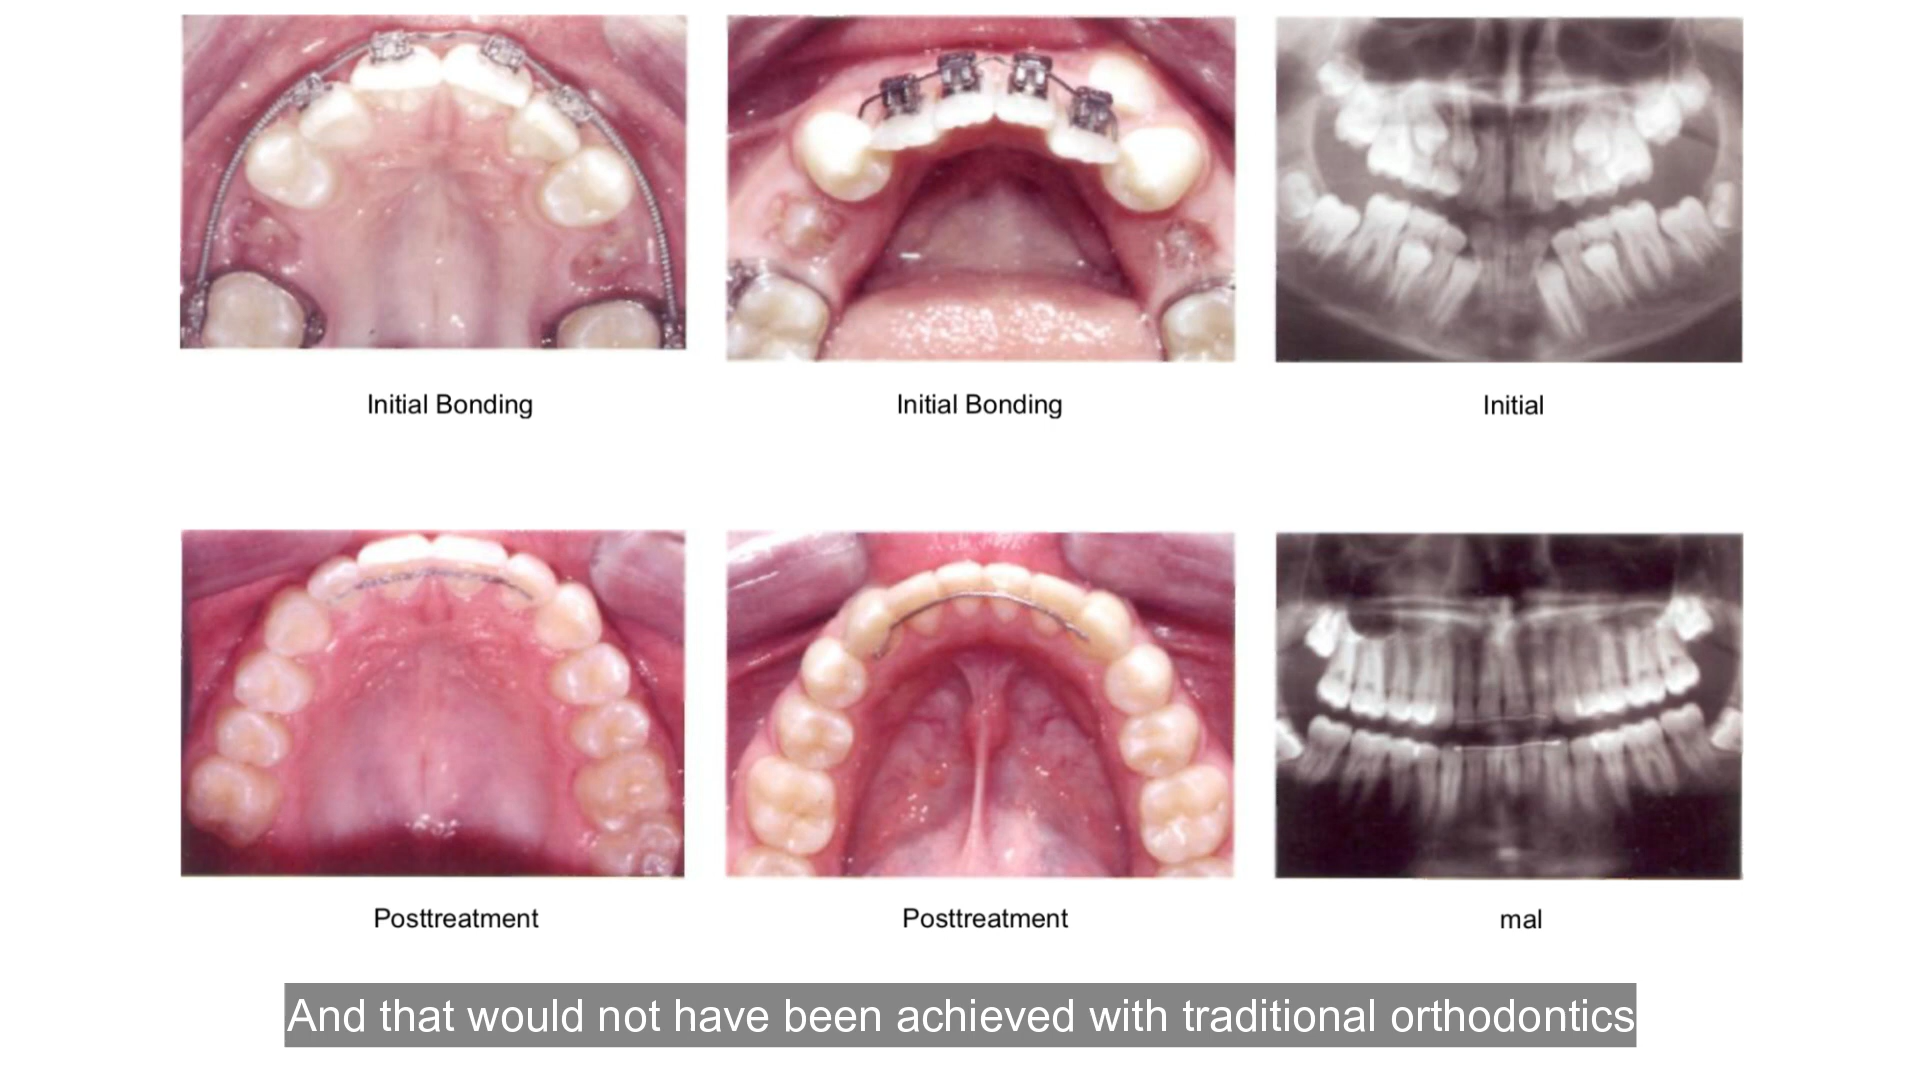 Initial Bonding
Initial Bonding
Initial
Posttreatment
Posttreatment
mal
And that would not have been achieved with traditional orthodontics